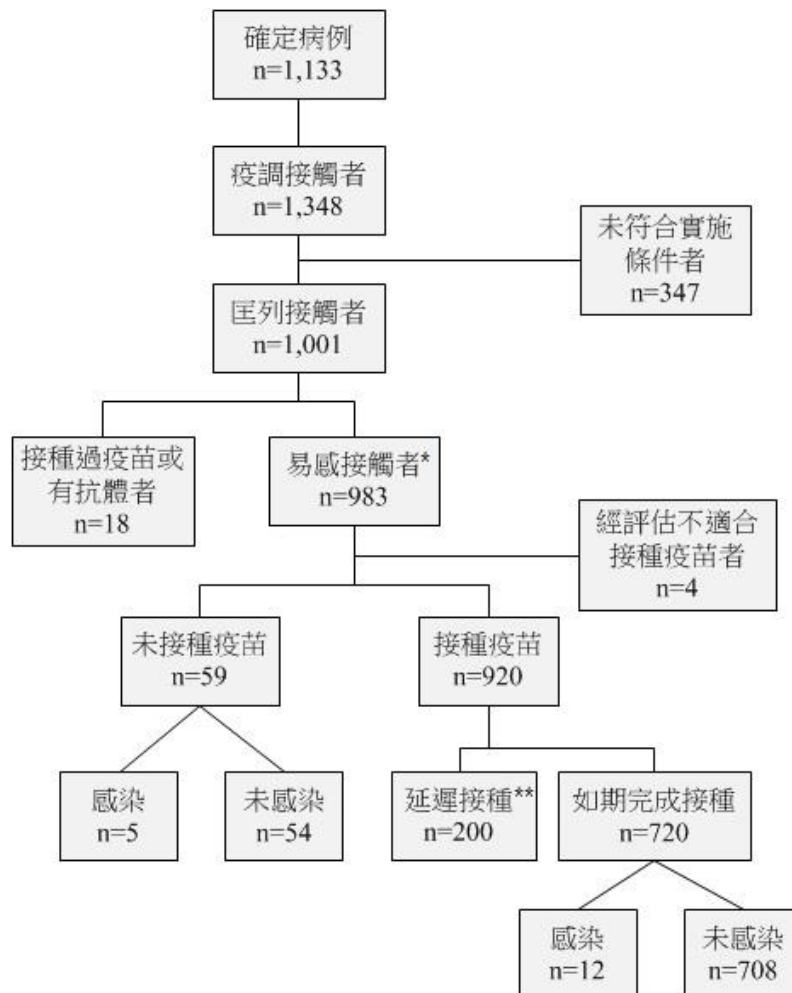 確定病例
n=1,133
疫調接觸者
n=1,348
未符合實施
條件者
n=347
匡列接觸者
n=1,001
接種過疫苗或
有抗體者
n=18
易感接觸者*
n=983
經評估不適合
接種疫苗者
n=4
未接種疫苗
n=59
接種疫苗
n=920
感染
n=5
未感染
n=54
延遲接種**
n=200
如期完成接種
n=720
感染
n=12
未感染
n=708